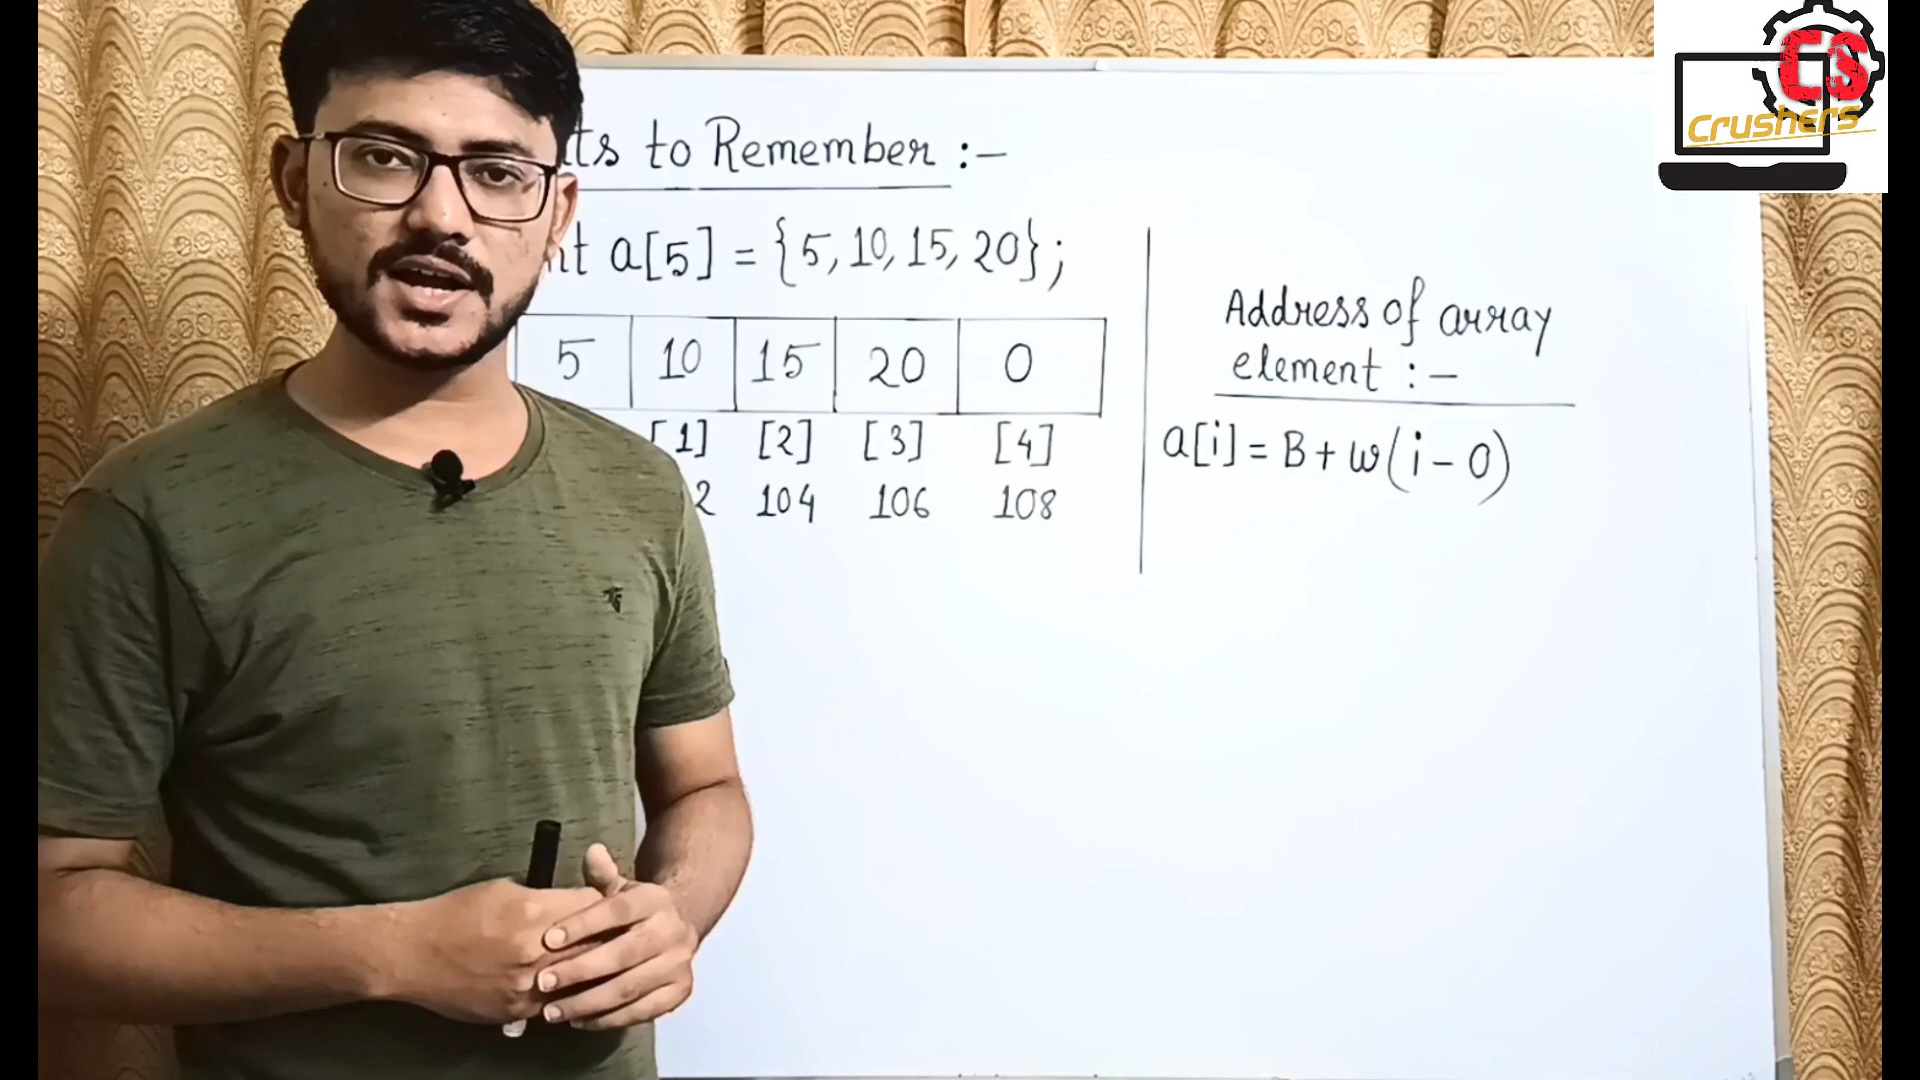 CS
Crushers
ts to Remember :-
nt a[5] = {5, 10, 15, 20};
5 10 15 20 0
[1] [2] [3] [4]
2 104 106 108
Address of array
element :-
a[i] = B + w(i - 0)